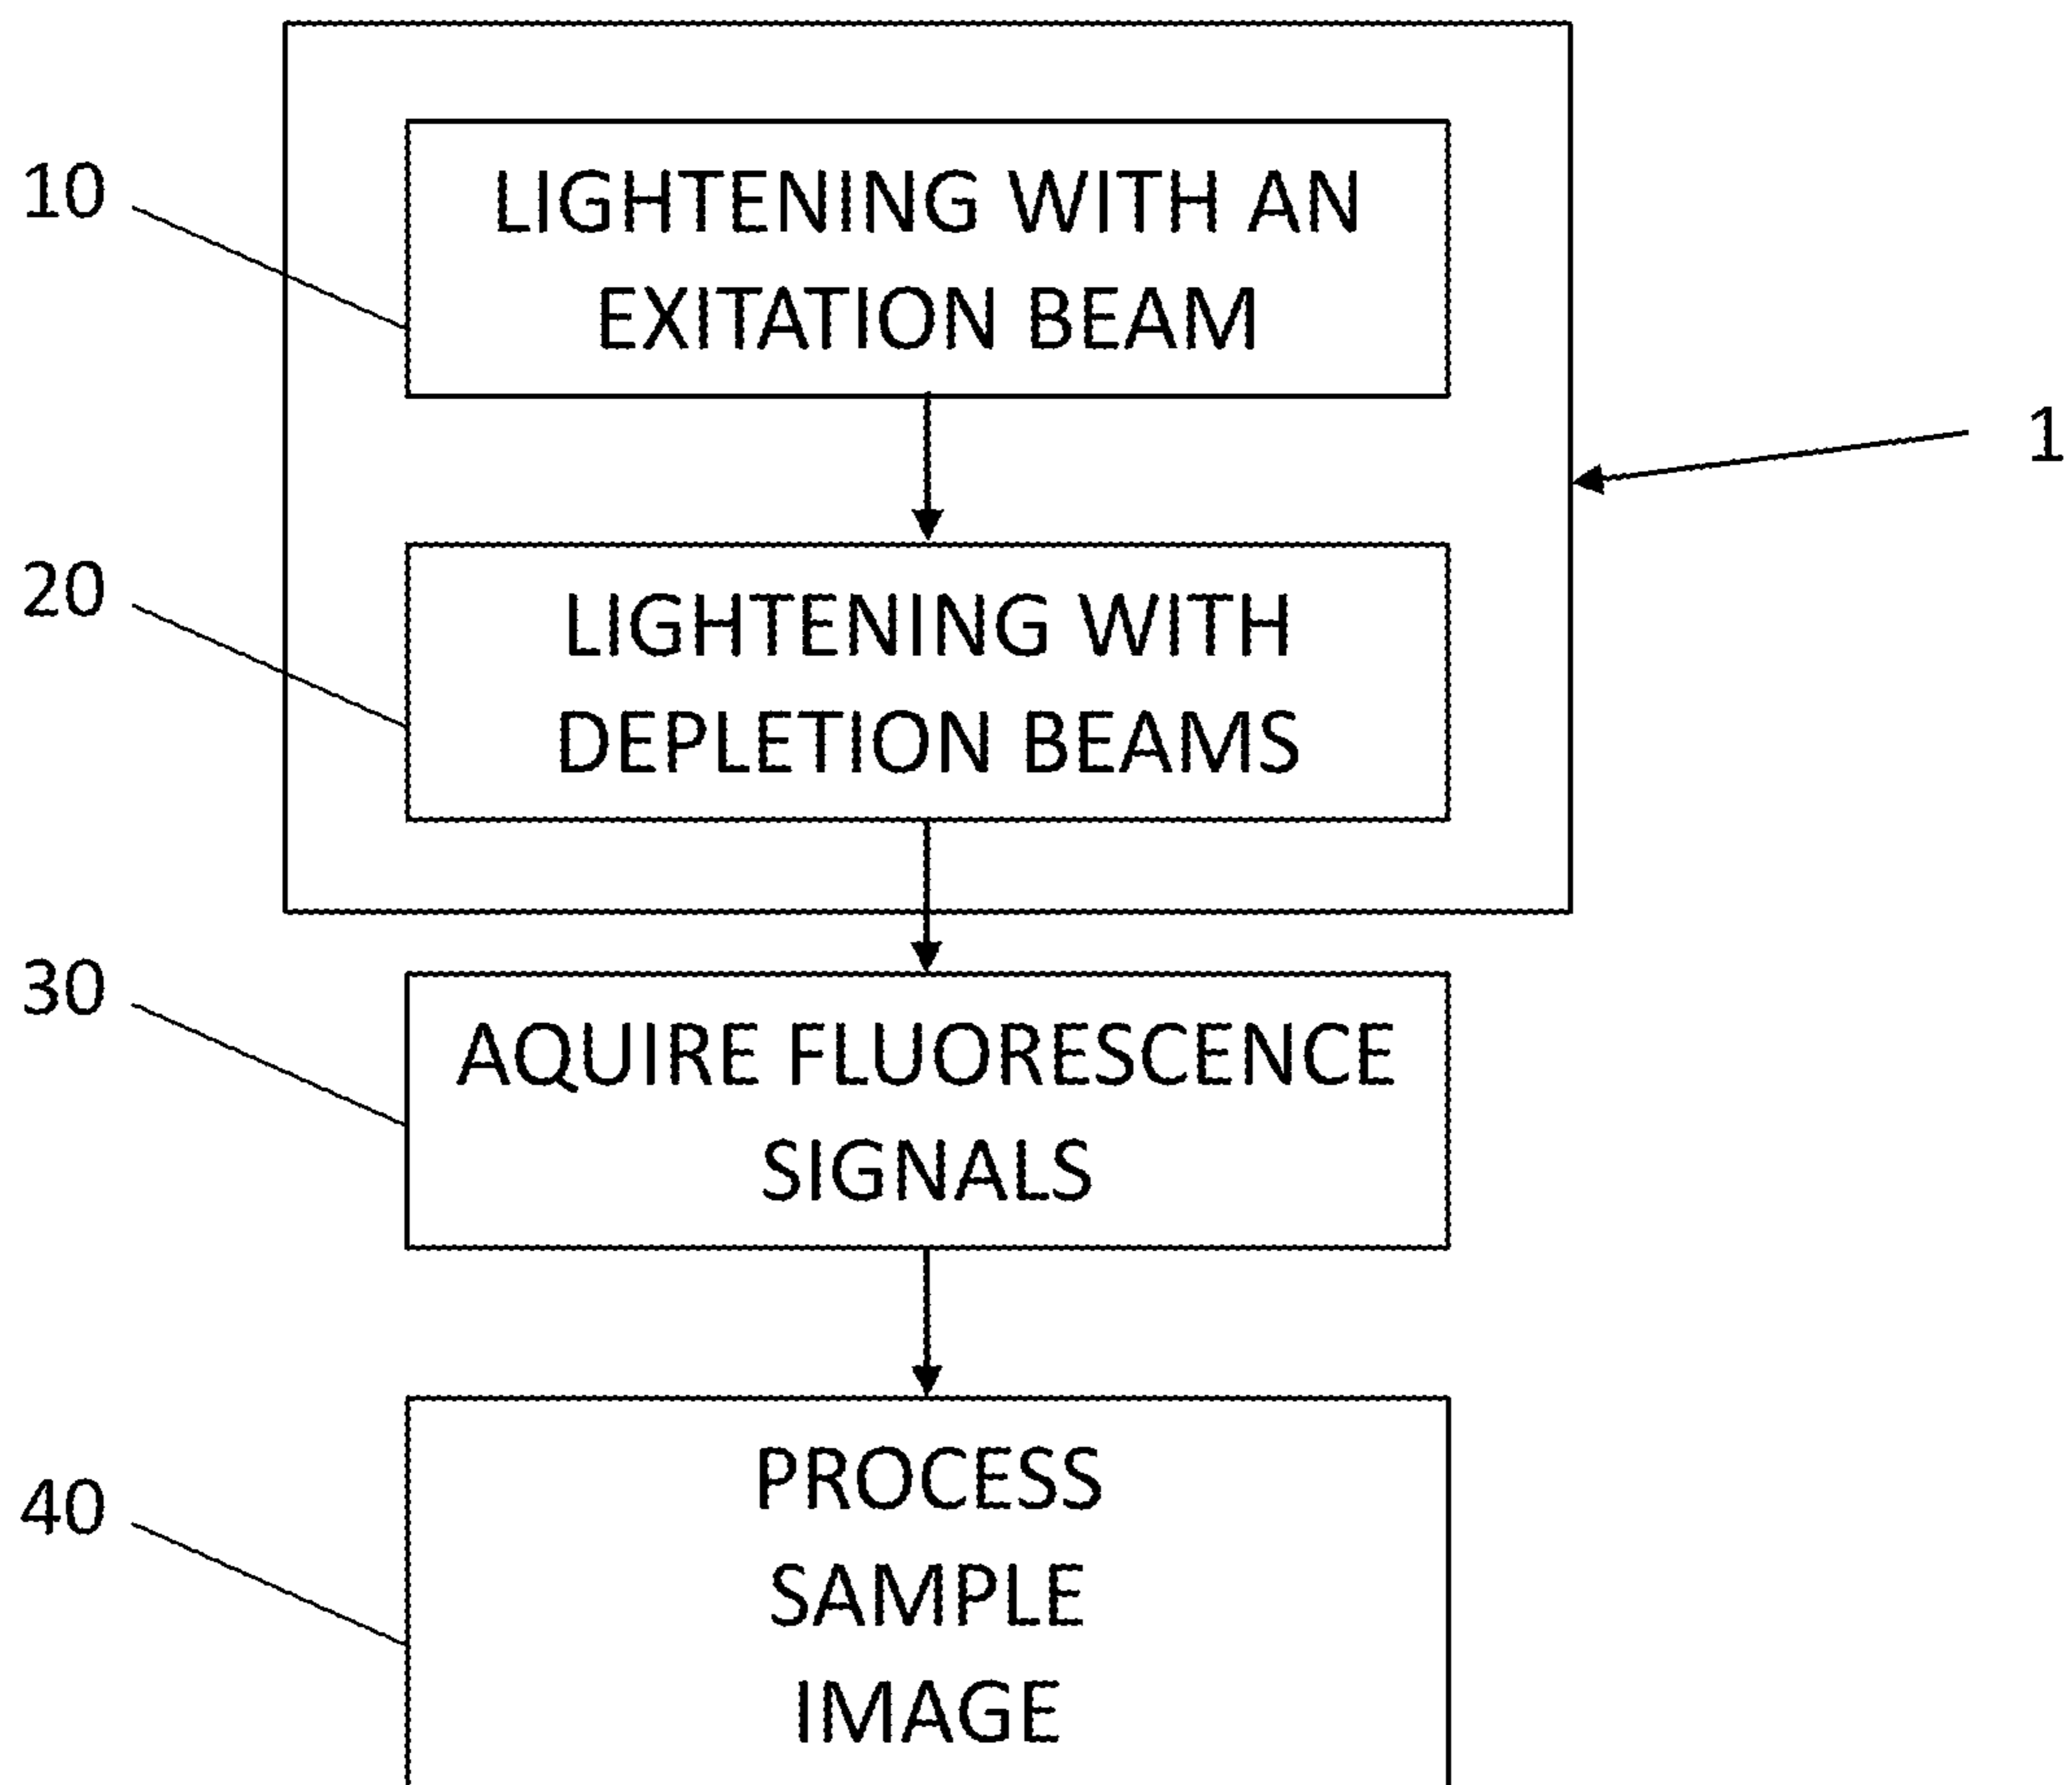 10
LIGHTENING WITH AN
EXITATION BEAM
1
20
LIGHTENING WITH
DEPLETION BEAMS
30
AQUIRE FLUORESCENCE
SIGNALS
40
PROCESS
SAMPLE
IMAGE